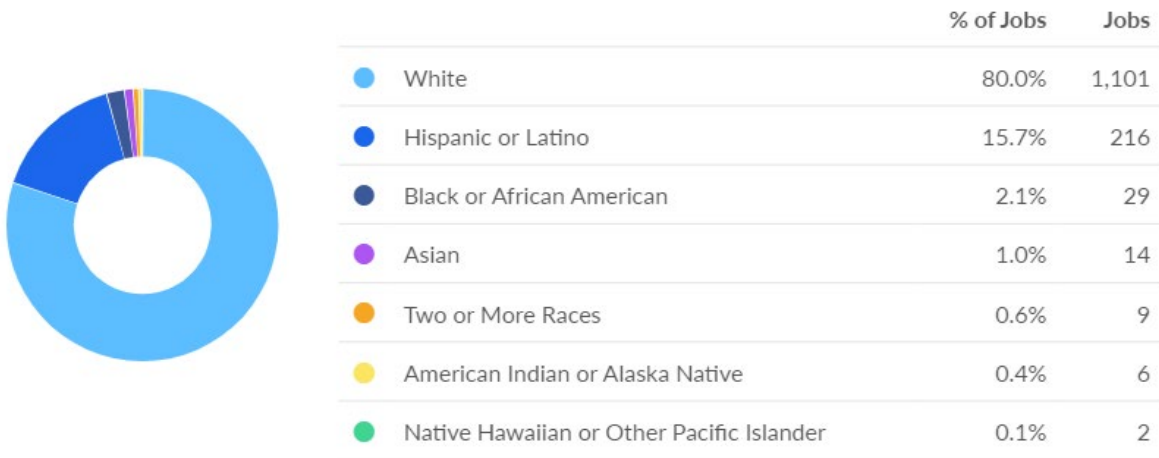 % of Jobs Jobs
White 80.0% 1,101
Hispanic or Latino 15.7% 216
Black or African American 2.1% 29
Asian 1.0% 14
Two or More Races 0.6% 9
American Indian or Alaska Native 0.4% 6
Native Hawaiian or Other Pacific Islander 0.1% 2